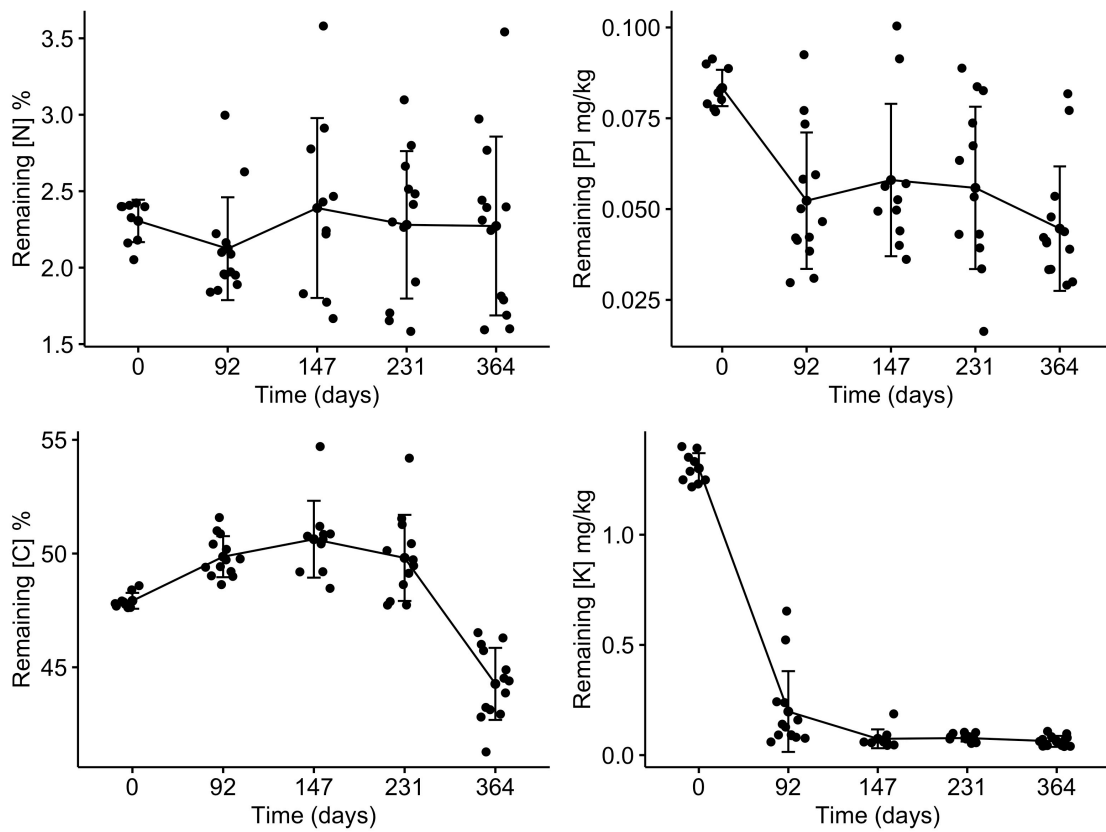 Remaining [N] %
3.5
3.0
2.5
2.0
1.5
0 92 147 231 364
Time (days)
Remaining [P] mg/kg
0.100
0.075
0.050
0.025
0 92 147 231 364
Time (days)
Remaining [C] %
55
50
45
0 92 147 231 364
Time (days)
Remaining [K] mg/kg
1.0
0.5
0.0
0 92 147 231 364
Time (days)